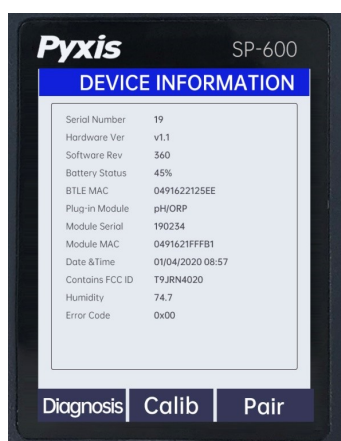 Pyxis SP-600
DEVICE INFORMATION
Serial Number 19
Hardware Ver v1.1
Software Rev 360
Battery Status 45%
BTLE MAC 0491622125EE
Plug-in Module pH/ORP
Module Serial 190234
Module MAC 0491621FFFB1
Date &Time 01/04/2020 08:57
Contains FCC ID T9JRN4020
Humidity 74.7
Error Code 0x00
Diagnosis Calib Pair